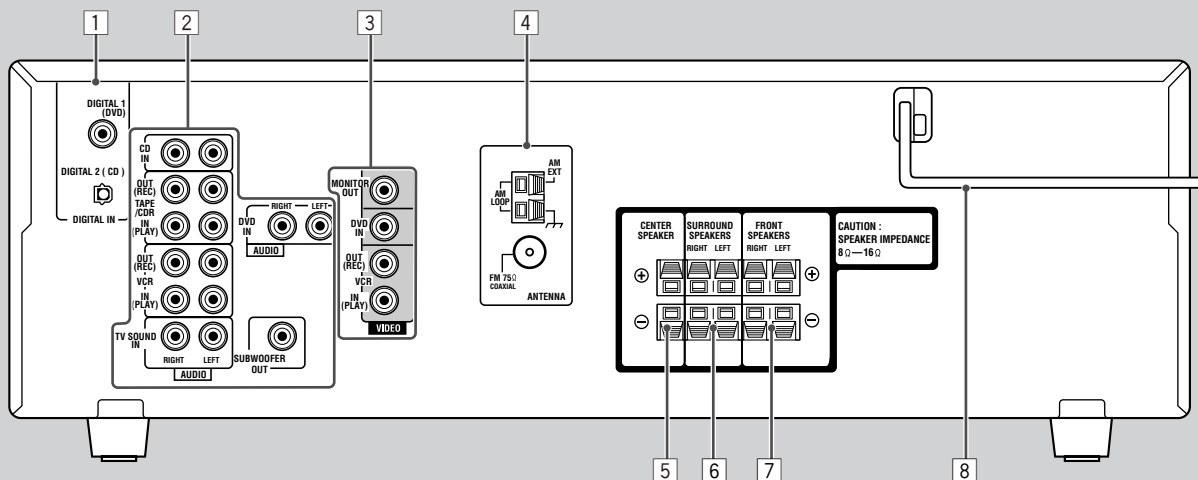 1
2
3
4
DIGITAL 1
(DVD)
DIGITAL 2 ( CD )
DIGITAL IN
CD
IN
OUT
(REC)
TAPE
/CDR
IN
(PLAY)
OUT
(REC)
VCR
IN
(PLAY)
TV SOUND
IN
RIGHT
LEFT
AUDIO
RIGHT
LEFT
DVD
IN
AUDIO
SUBWOOFER
OUT
MONITOR
OUT
DVD
IN
OUT
(REC)
VCR
IN
(PLAY)
VIDEO
AM
EXT
AM
LOOP
FM 75Ω
COAXIAL
ANTENNA
CENTER
SPEAKER
SURROUND
SPEAKERS
RIGHT LEFT
FRONT
SPEAKERS
RIGHT LEFT
CAUTION :
SPEAKER IMPEDANCE
8Ω—16Ω
+
+
−
−
5
6
7
8